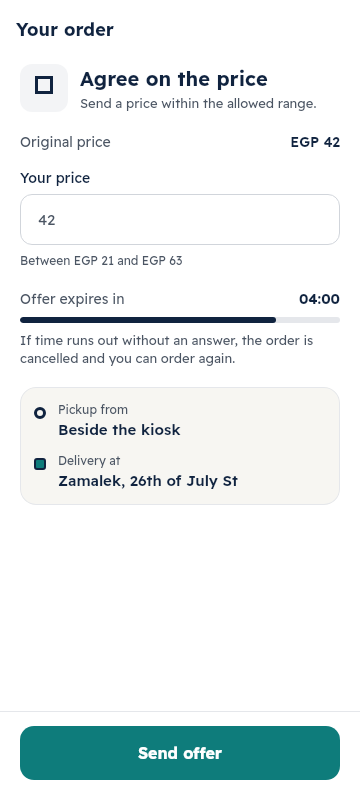 Your order
Agree on the price
Send a price within the allowed range.
Original price EGP 42
Your price
42
Between EGP 21 and EGP 63
Offer expires in 04:00
If time runs out without an answer, the order is
cancelled and you can order again.
Pickup from
Beside the kiosk
Delivery at
Zamalek, 26th of July St
Send offer